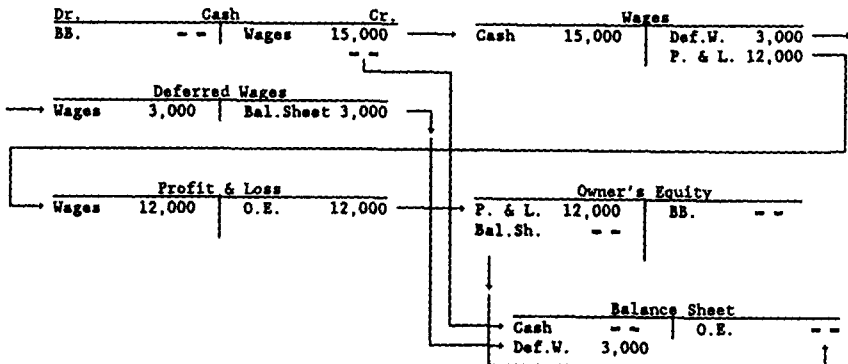 Dr. Cash Cr.
BB. -- Wages 15,000
--
Wages
Cash 15,000 Def.W. 3,000
P. & L. 12,000
Deferred Wages
Wages 3,000 Bal.Sheet 3,000
Profit & Loss
Wages 12,000 O.E. 12,000
Owner's Equity
P. & L. 12,000 BB. --
Bal.Sh. --
Balance Sheet
Cash -- O.E. --
Def.W. 3,000